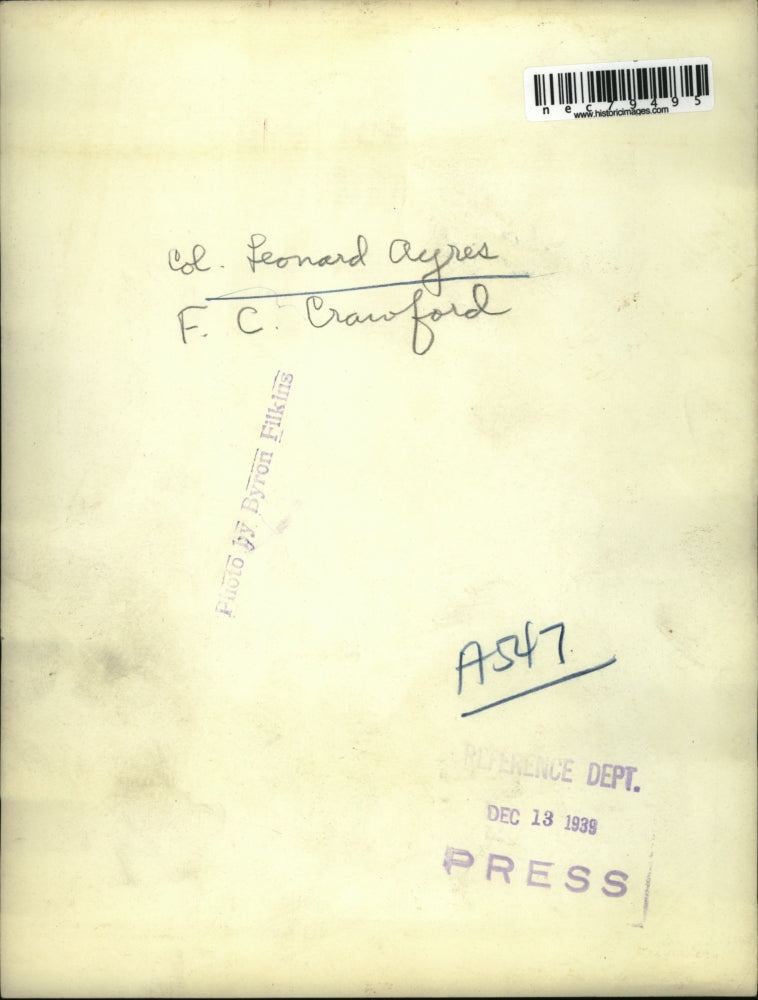 nec79495
www.historicimages.com
Col. Leonard Ayres
F. C. Crawford
Photo by Byron Filkins
A547
REFERENCE DEPT.
DEC 13 1939
PRESS